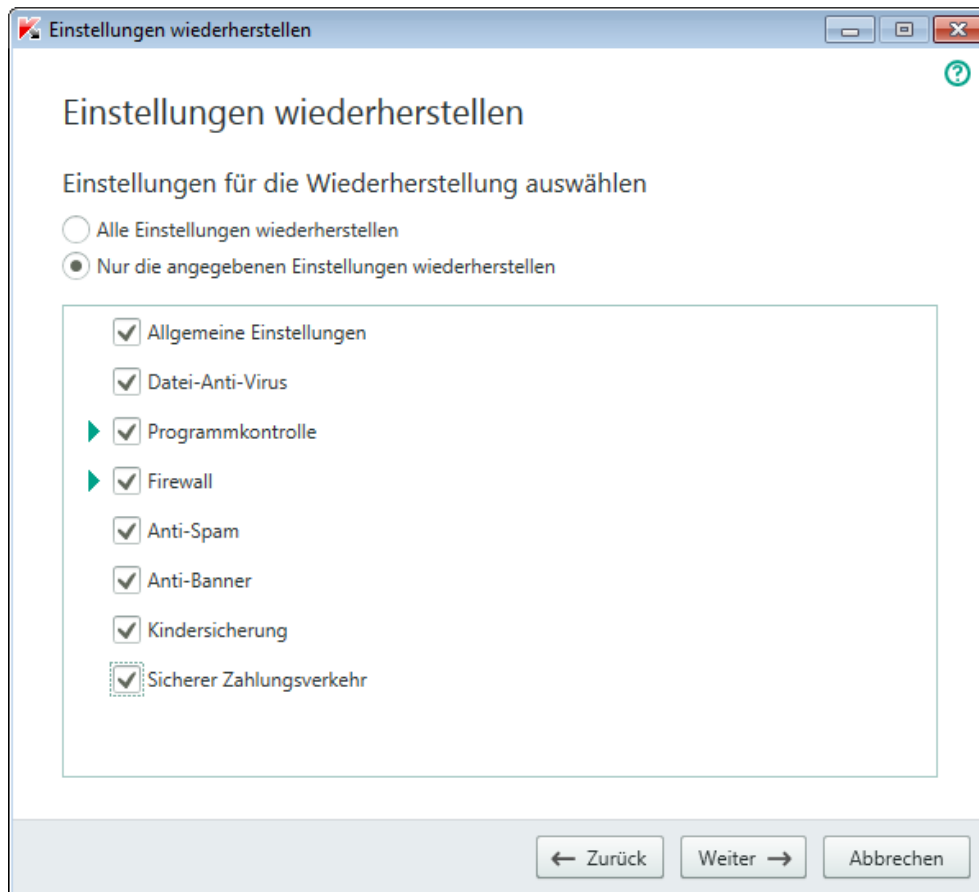 Einstellungen wiederherstellen
Einstellungen wiederherstellen
Einstellungen für die Wiederherstellung auswählen
Alle Einstellungen wiederherstellen
Nur die angegebenen Einstellungen wiederherstellen
Allgemeine Einstellungen
Datei-Anti-Virus
Programmkontrolle
Firewall
Anti-Spam
Anti-Banner
Kindersicherung
Sicherer Zahlungsverkehr
Zurück
Weiter
Abbrechen